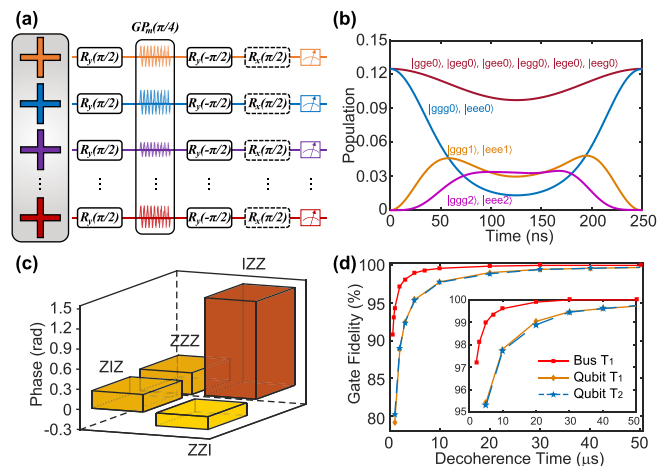 (a)
GPm(π/4)
Ry(π/2) Ry(-π/2) Rx(π/2)
Ry(π/2) Ry(-π/2) Rx(π/2)
Ry(π/2) Ry(-π/2) Rx(π/2)
Ry(π/2) Ry(-π/2) Rx(π/2)
(b)
0.15
0.12
0.09
0.06
0.03
0
Population
|gge0⟩, |geg0⟩, |gee0⟩, |egg0⟩, |ege0⟩, |eeg0⟩
|ggg0⟩, |eee0⟩
|ggg1⟩, |eee1⟩
|ggg2⟩, |eee2⟩
0 50 100 150 200 250
Time (ns)
(c)
Phase (rad)
1.5
1.2
0.9
0.6
0.3
0
-0.3
IZZ
ZZZ
ZIZ
ZZI
(d)
Gate Fidelity (%)
100
95
90
85
80
100
99
98
97
96
95
0 10 20 30 40 50
Bus T1
Qubit T1
Qubit T2
0 10 20 30 40 50
Decoherence Time (μs)